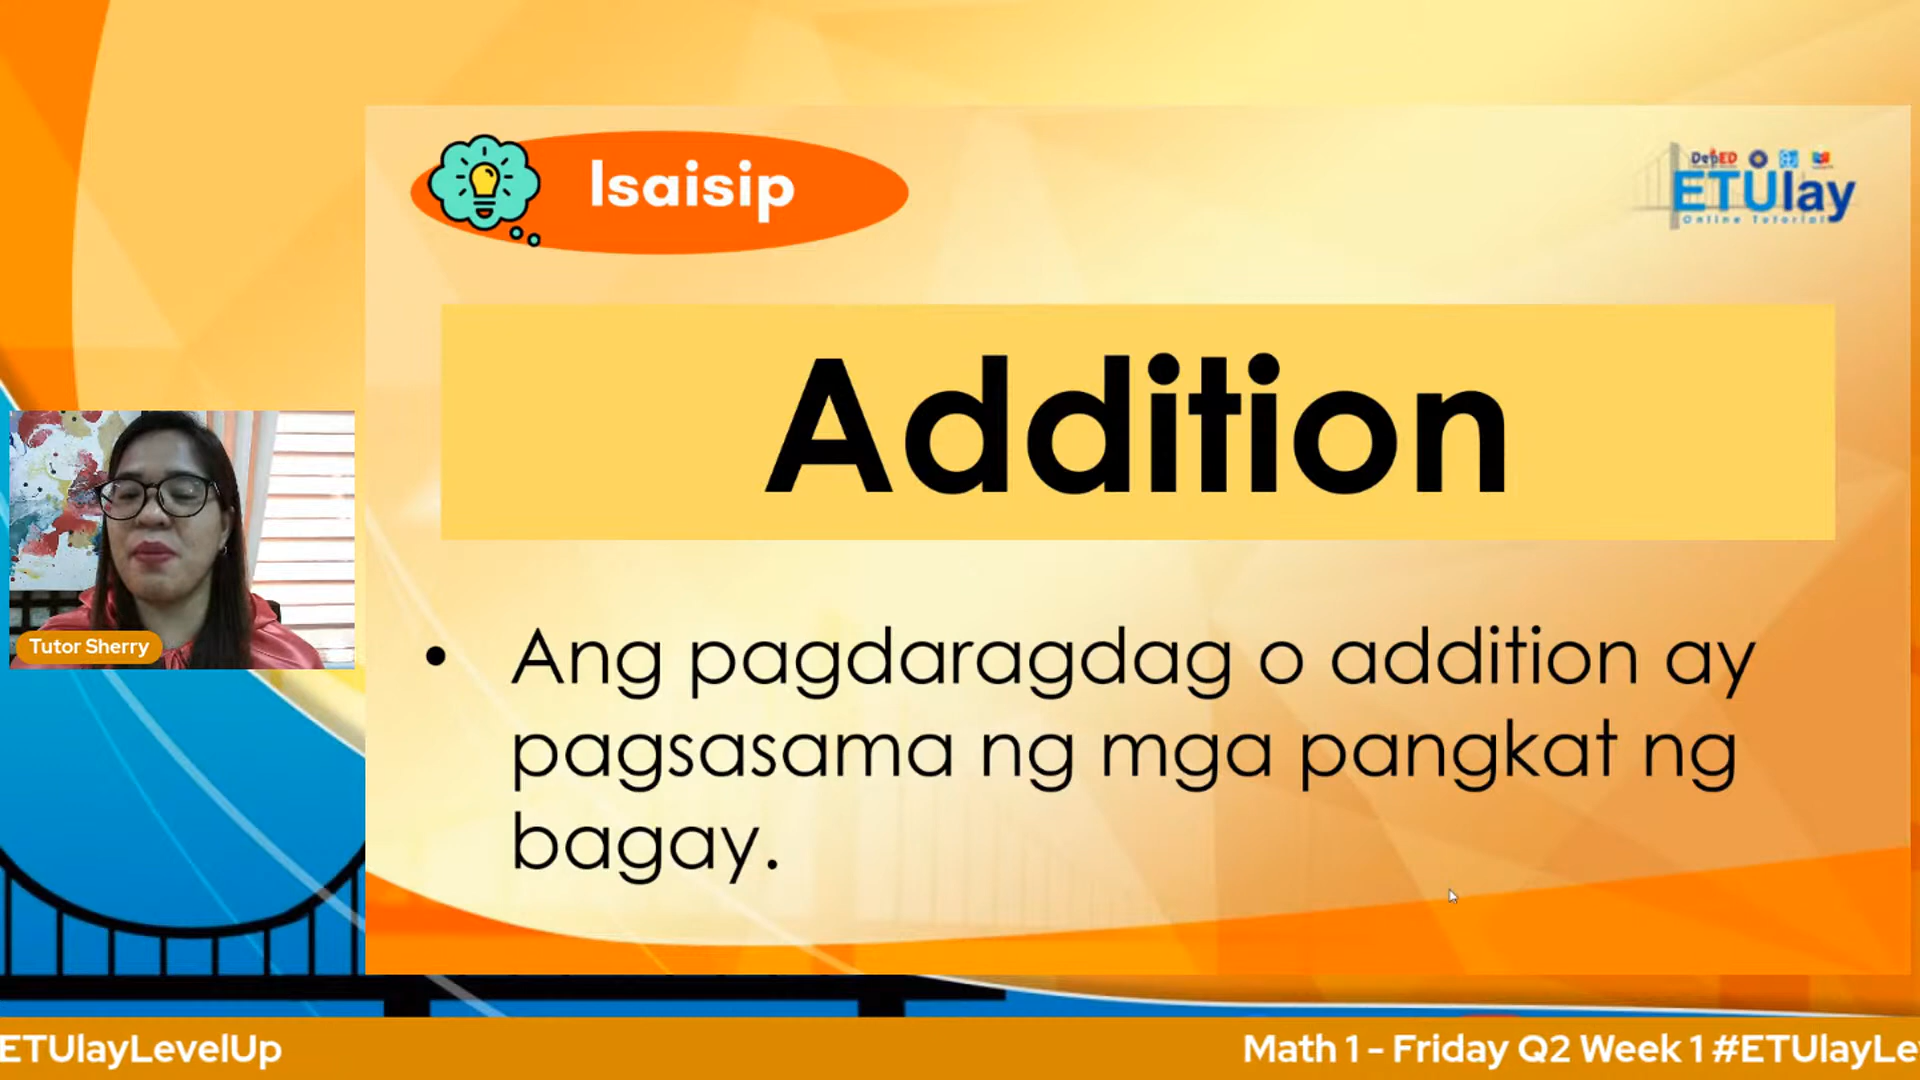 Isaisip
DepED
ETUlay
Online Tutorial
Addition
• Ang pagdaragdag o addition ay
pagsasama ng mga pangkat ng
bagay.
Tutor Sherry
ETUlayLevelUp
Math 1 - Friday Q2 Week 1 #ETUlayLe